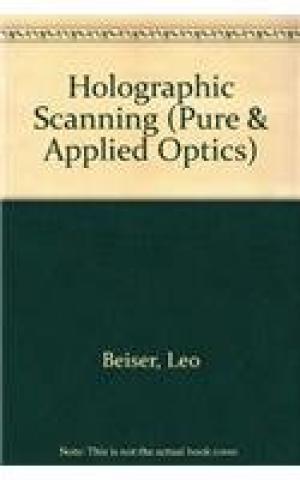 Holographic
Scanning (Pure &
Applied Optics)
Beiser, Leo
Note: This is not the actual book cover